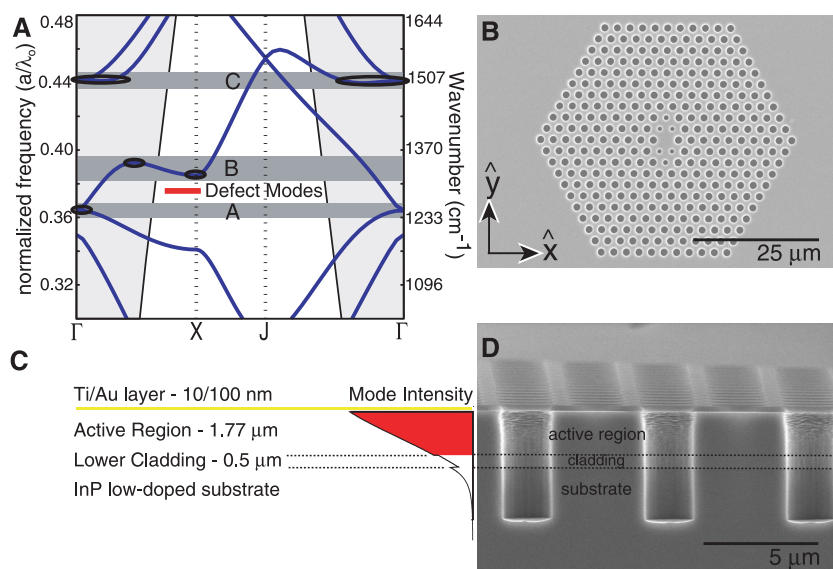 A
normalized frequency (a/λo)
0.48
0.44
0.40
0.36
0.32
C
B
Defect Modes
A
Γ X J Γ
1644
1507
1370
1233
1096
Wavenumber (cm-1)
B
ŷ
x̂
25 μm
C
Ti/Au layer - 10/100 nm
Mode Intensity
Active Region - 1.77 μm
Lower Cladding - 0.5 μm
InP low-doped substrate
D
active region
cladding
substrate
5 μm